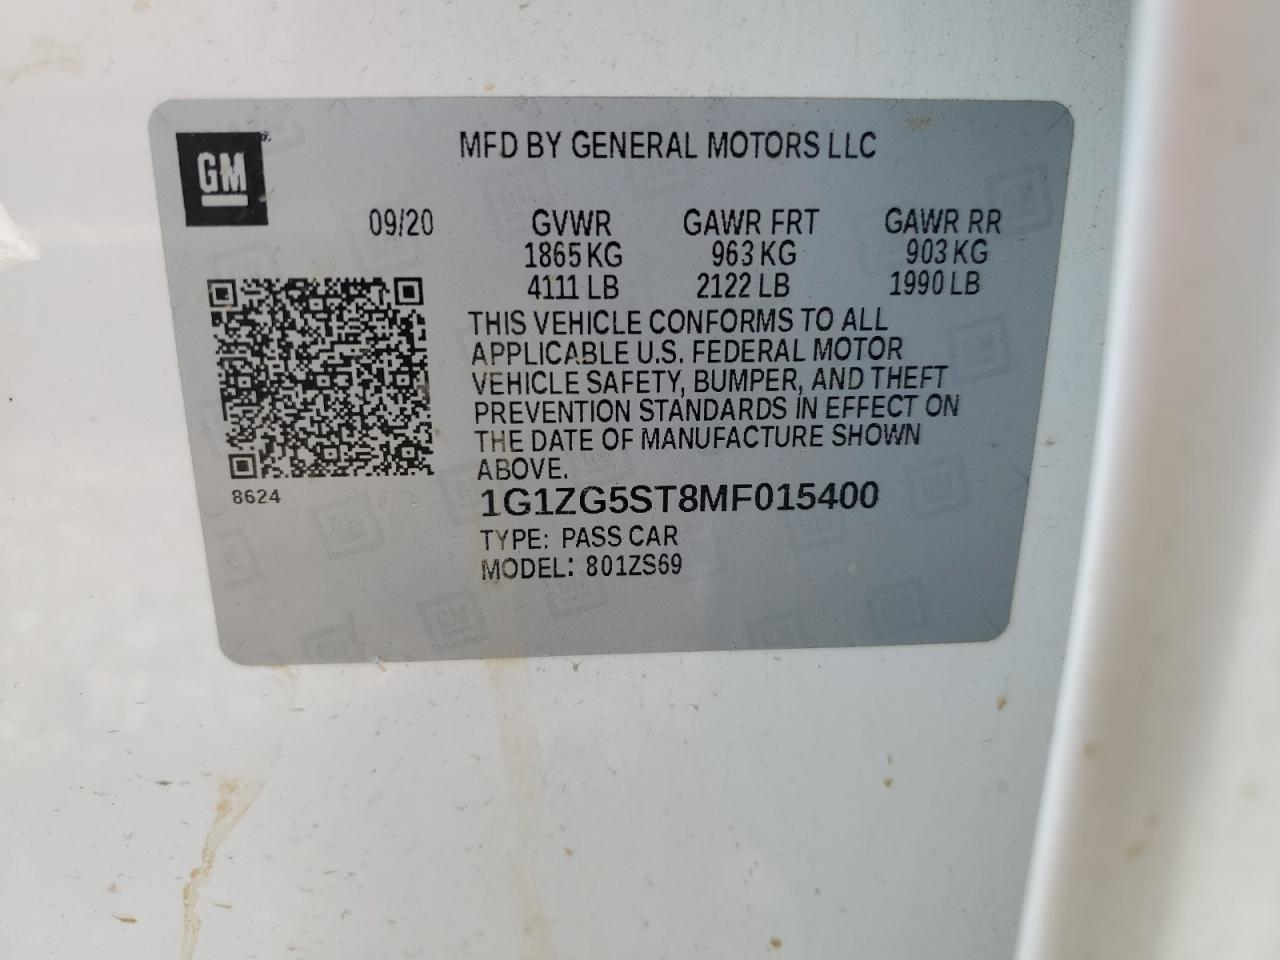 GM
MFD BY GENERAL MOTORS LLC
09/20 GVWR GAWR FRT GAWR RR
1865 KG 963 KG 903 KG
4111 LB 2122 LB 1990 LB
THIS VEHICLE CONFORMS TO ALL
APPLICABLE U.S. FEDERAL MOTOR
VEHICLE SAFETY, BUMPER, AND THEFT
PREVENTION STANDARDS IN EFFECT ON
THE DATE OF MANUFACTURE SHOWN
ABOVE.
8624
1G1ZG5ST8MF015400
TYPE: PASS CAR
MODEL: 801ZS69